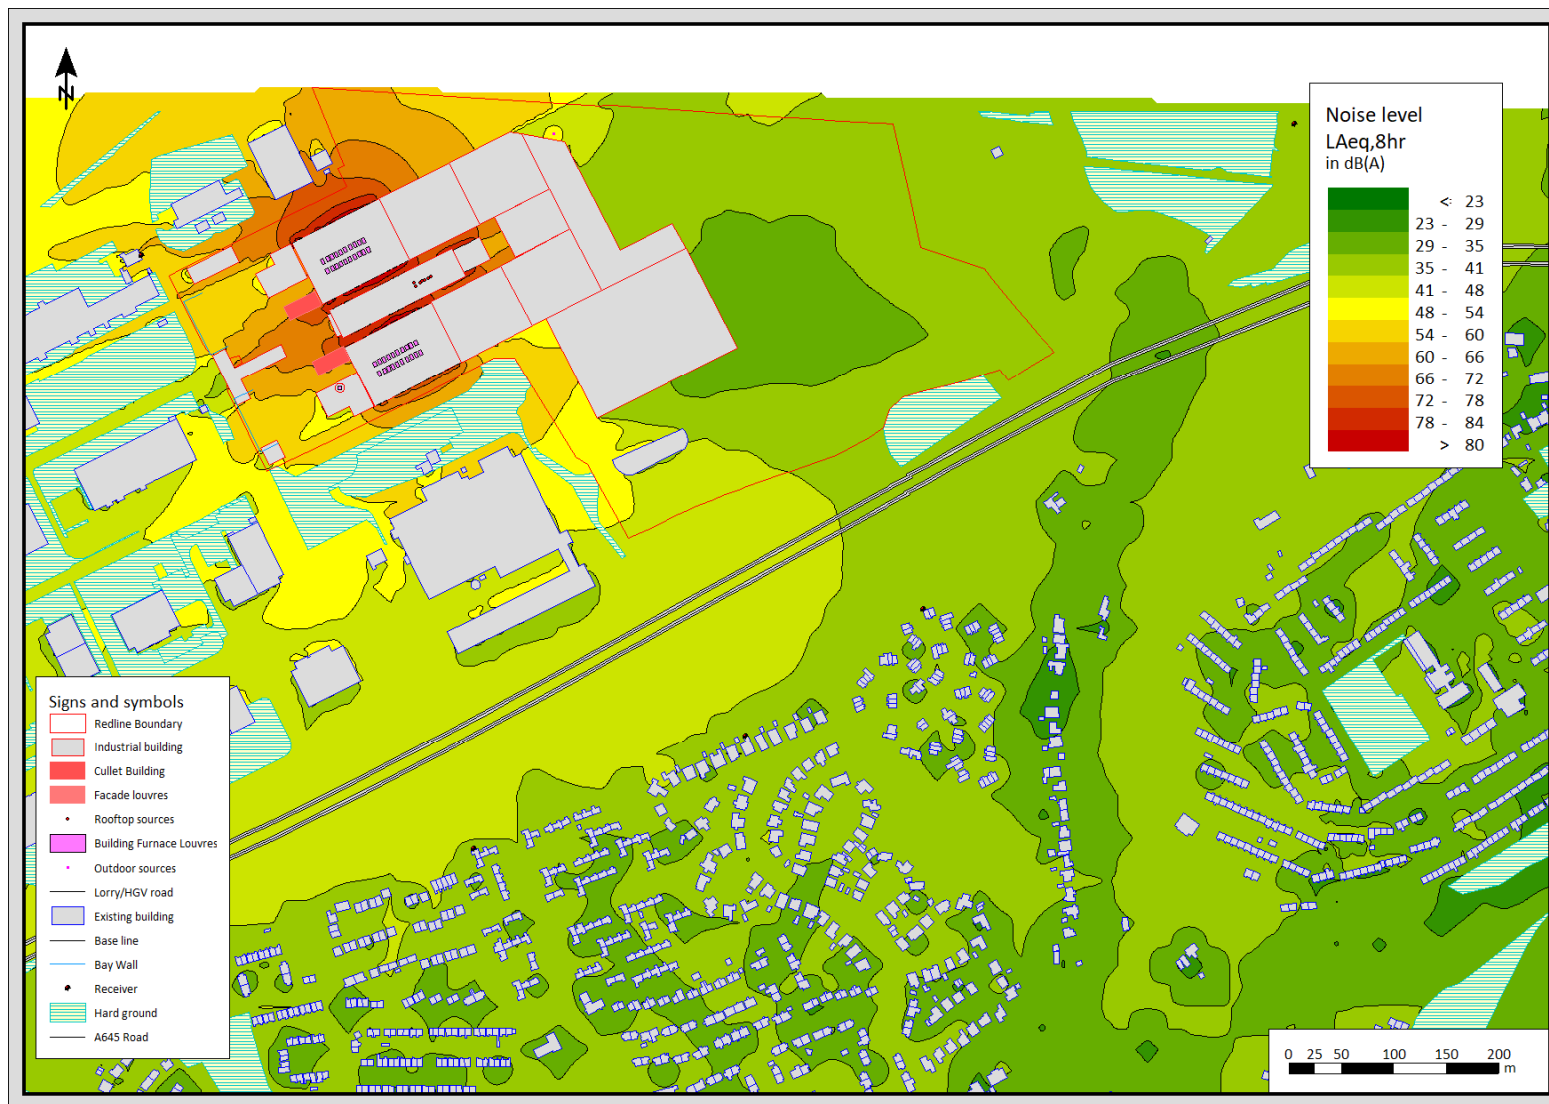 N
Noise level
LAeq,8hr
in dB(A)
< 23
23 - 29
29 - 35
35 - 41
41 - 48
48 - 54
54 - 60
60 - 66
66 - 72
72 - 78
78 - 84
> 80
Signs and symbols
Redline Boundary
Industrial building
Cullet Building
Facade louvres
Rooftop sources
Building Furnace Louvres
Outdoor sources
Lorry/HGV road
Existing building
Base line
Bay Wall
Receiver
Hard ground
A645 Road
0 25 50 100 150 200
m